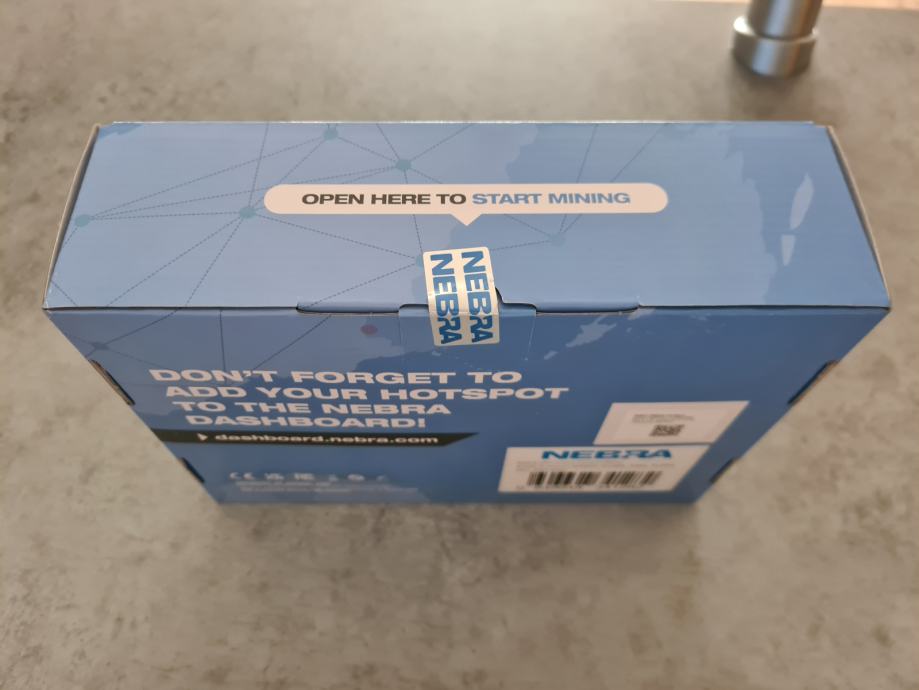 OPEN HERE TO START MINING
NEBRA
NEBRA
DON'T FORGET TO
ADD YOUR HOTSPOT
TO THE NEBRA
DASHBOARD!
dashboard.nebra.com
NEBRA
CE